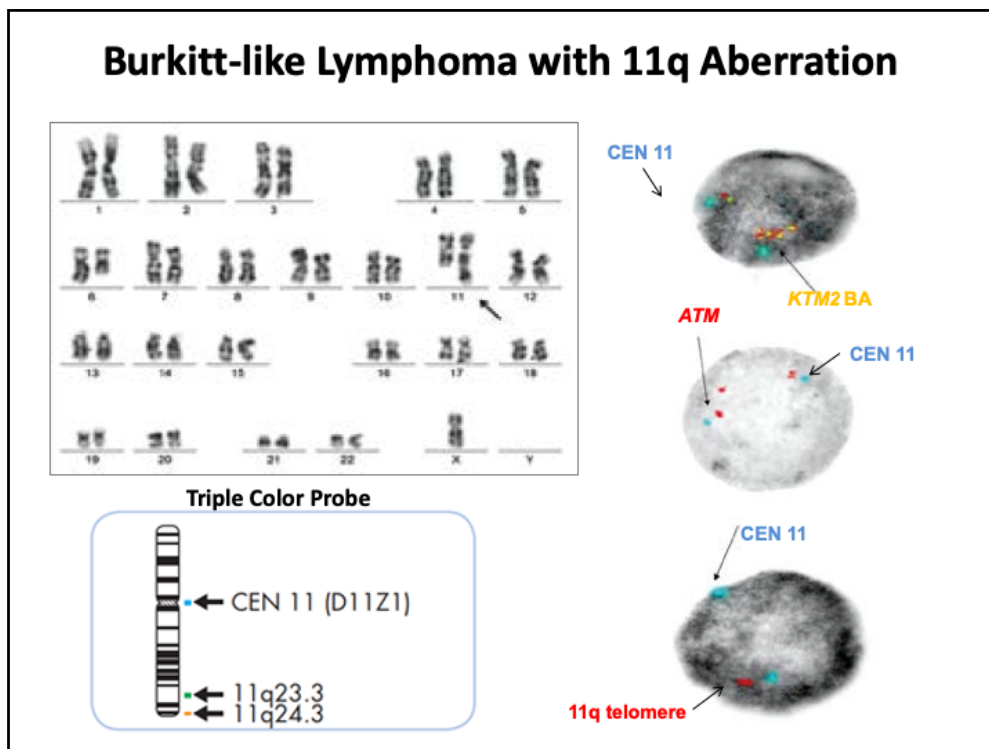 Burkitt-like Lymphoma with 11q Aberration
1 2 3 4 5
6 7 8 9 10 11 12
13 14 15 16 17 18
19 20 21 22 X Y
CEN 11
KTM2 BA
ATM
CEN 11
CEN 11
11q telomere
Triple Color Probe
CEN 11 (D11Z1)
11q23.3
11q24.3